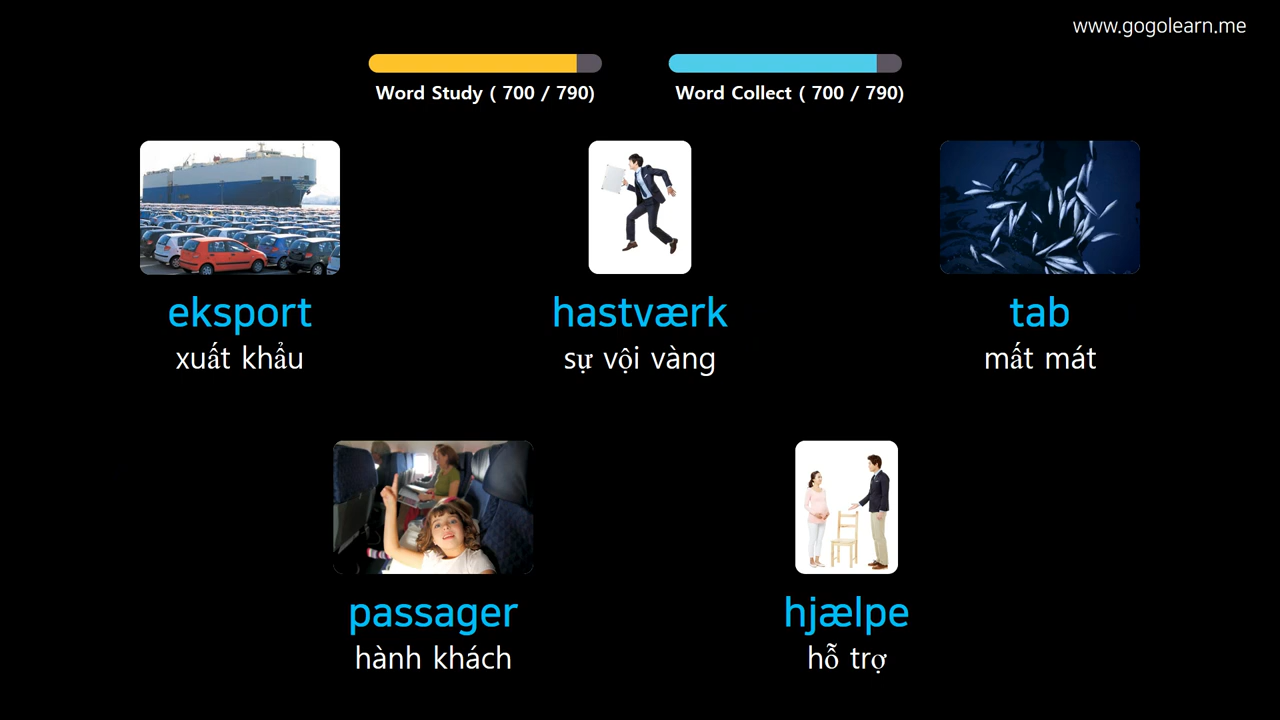 www.gogolearn.me
Word Study ( 700 / 790)
Word Collect ( 700 / 790)
eksport
xuất khẩu
hastværk
sự vội vàng
tab
mất mát
passager
hành khách
hjælpe
hỗ trợ